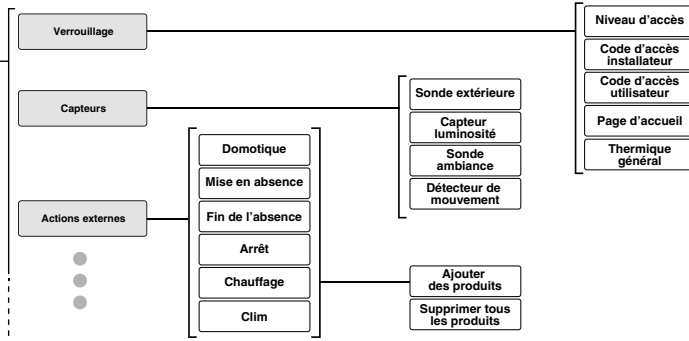 Verrouillage
Niveau d'accès
Code d'accès
installateur
Code d'accès
utilisateur
Page d'accueil
Thermique
général
Capteurs
Sonde extérieure
Capteur
luminosité
Sonde
ambiance
Détecteur de
mouvement
Actions externes
Domotique
Mise en absence
Fin de l'absence
Arrêt
Chauffage
Clim
Ajouter
des produits
Supprimer tous
les produits